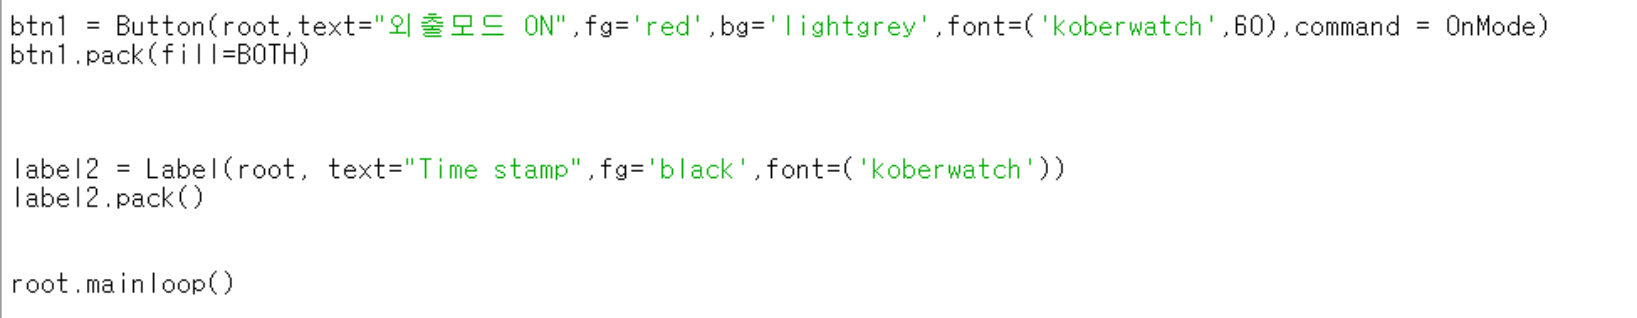 btn1 = Button(root,text="외출모드 ON",fg='red',bg='lightgrey',font=('koberwatch',60),command = OnMode)
btn1.pack(fill=BOTH)
label2 = Label(root, text="Time stamp",fg='black',font=('koberwatch'))
label2.pack()
root.mainloop()